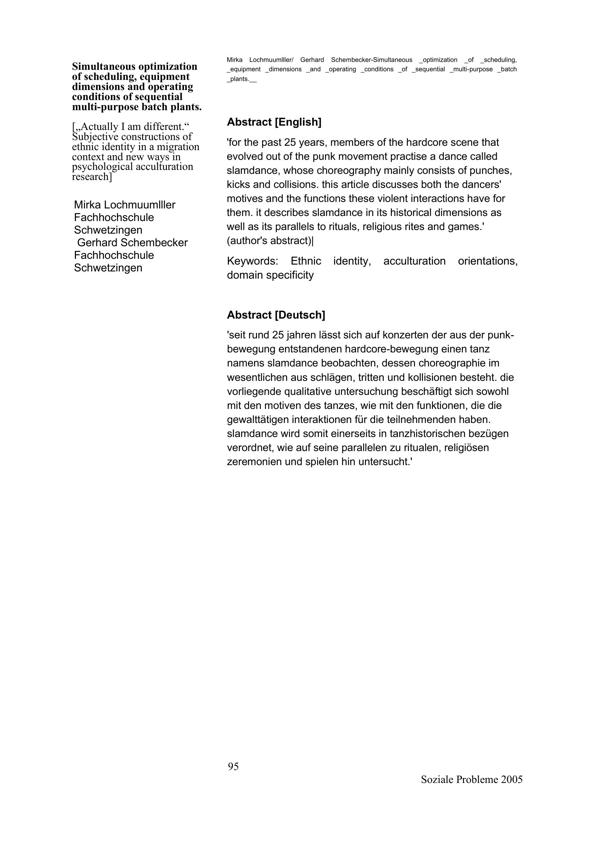 Simultaneous optimization
of scheduling, equipment
dimensions and operating
conditions of sequential
multi-purpose batch plants.
[„Actually I am different.“
Subjective constructions of
ethnic identity in a migration
context and new ways in
psychological acculturation
research]
Mirka Lochmuumlller
Fachhochschule
Schwetzingen
Gerhard Schembecker
Fachhochschule
Schwetzingen
Mirka Lochmuumlller/ Gerhard Schembecker-Simultaneous _optimization _of _scheduling,
_equipment _dimensions _and _operating _conditions _of _sequential _multi-purpose _batch
_plants.__
Abstract [English]
'for the past 25 years, members of the hardcore scene that
evolved out of the punk movement practise a dance called
slamdance, whose choreography mainly consists of punches,
kicks and collisions. this article discusses both the dancers'
motives and the functions these violent interactions have for
them. it describes slamdance in its historical dimensions as
well as its parallels to rituals, religious rites and games.'
(author's abstract)|
Keywords: Ethnic identity, acculturation orientations,
domain specificity
Abstract [Deutsch]
'seit rund 25 jahren lässt sich auf konzerten der aus der punk-
bewegung entstandenen hardcore-bewegung einen tanz
namens slamdance beobachten, dessen choreographie im
wesentlichen aus schlägen, tritten und kollisionen besteht. die
vorliegende qualitative untersuchung beschäftigt sich sowohl
mit den motiven des tanzes, wie mit den funktionen, die die
gewalttätigen interaktionen für die teilnehmenden haben.
slamdance wird somit einerseits in tanzhistorischen bezügen
verordnet, wie auf seine parallelen zu ritualen, religiösen
zeremonien und spielen hin untersucht.'
95
Soziale Probleme 2005